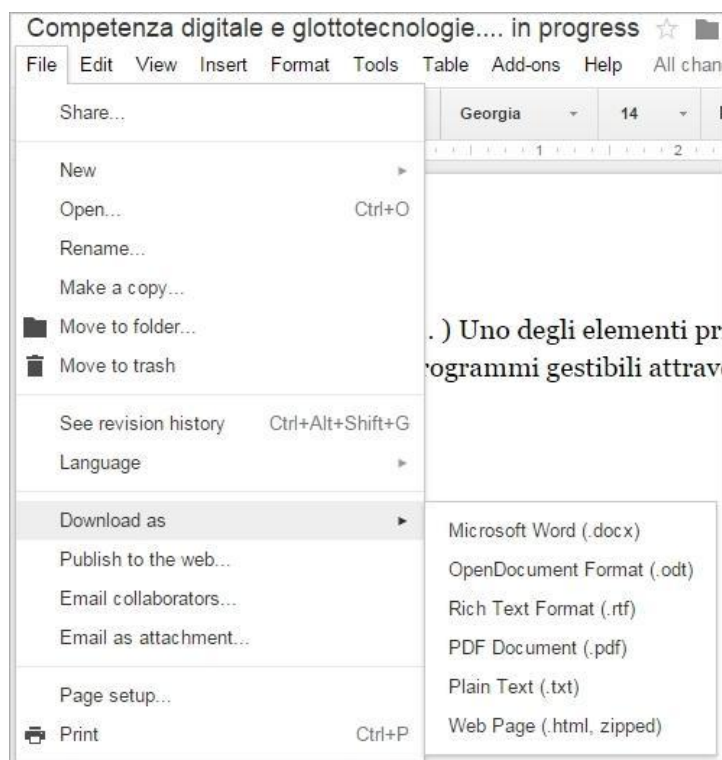 Competenza digitale e glottotecnologie.... in progress
File Edit View Insert Format Tools Table Add-ons Help All chan
Georgia 14
1 2
Share...
New
Open... Ctrl+O
Rename...
Make a copy...
Move to folder...
Move to trash
See revision history Ctrl+Alt+Shift+G
Language
Download as
Publish to the web...
Email collaborators...
Email as attachment...
Page setup...
Print Ctrl+P
. ) Uno degli elementi pr
rogrammi gestibili attrav
Microsoft Word (.docx)
OpenDocument Format (.odt)
Rich Text Format (.rtf)
PDF Document (.pdf)
Plain Text (.txt)
Web Page (.html, zipped)